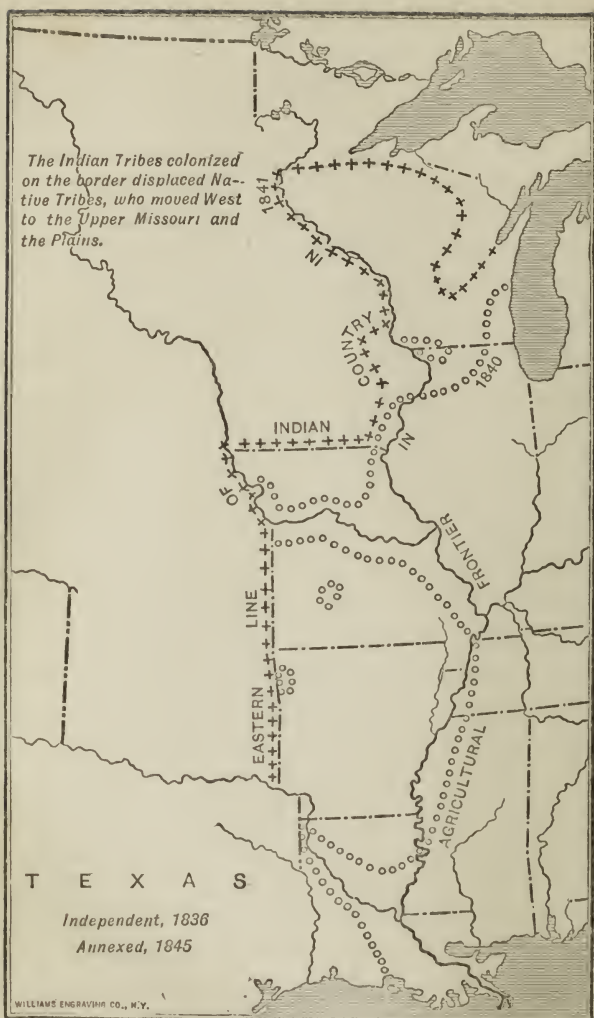 The Indian Tribes colonized
on the border displaced Na-
tive Tribes, who moved West
to the Upper Missouri and
the Plains.
EASTERN LINE OF INDIAN COUNTRY IN 1841
AGRICULTURAL FRONTIER IN 1840
TEXAS
Independent, 1836
Annexed, 1845
WILLIAMS ENGRAVING CO., N.Y.